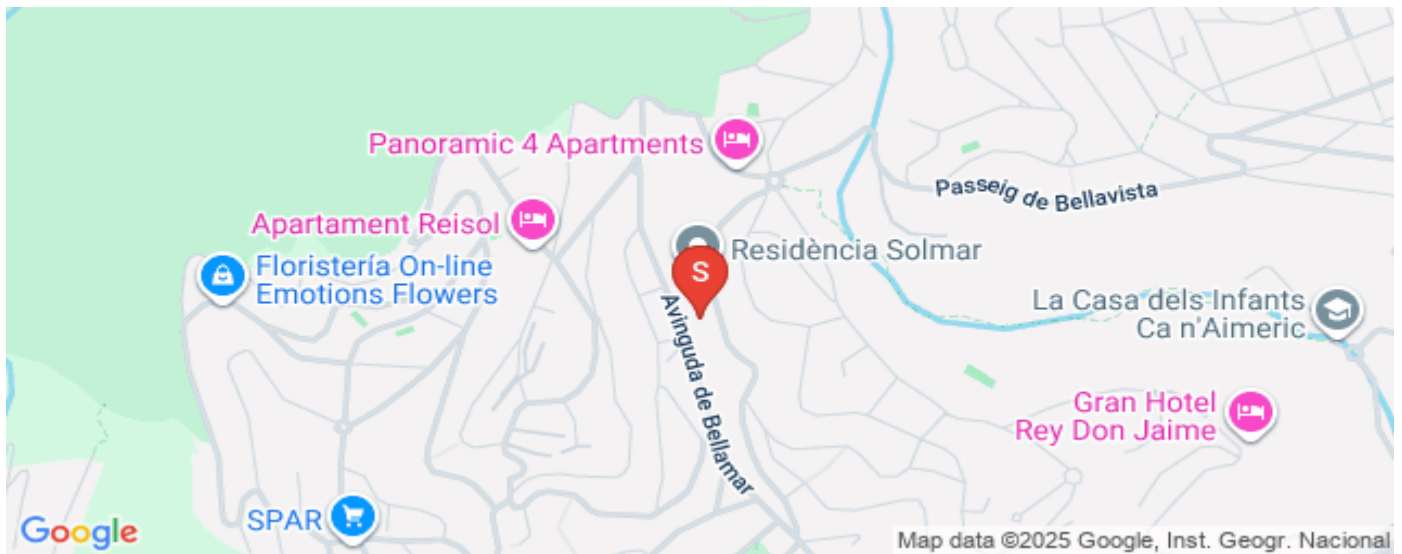 Panoramic 4 Apartments
Passeig de Bellavista
Apartament Reisol
Residència Solmar
Floristería On-line
Emotions Flowers
S
La Casa dels Infants
Ca n'Aimeric
Avinguda de Bellamar
Gran Hotel
Rey Don Jaime
SPAR
Google
Map data ©2025 Google, Inst. Geogr. Nacional